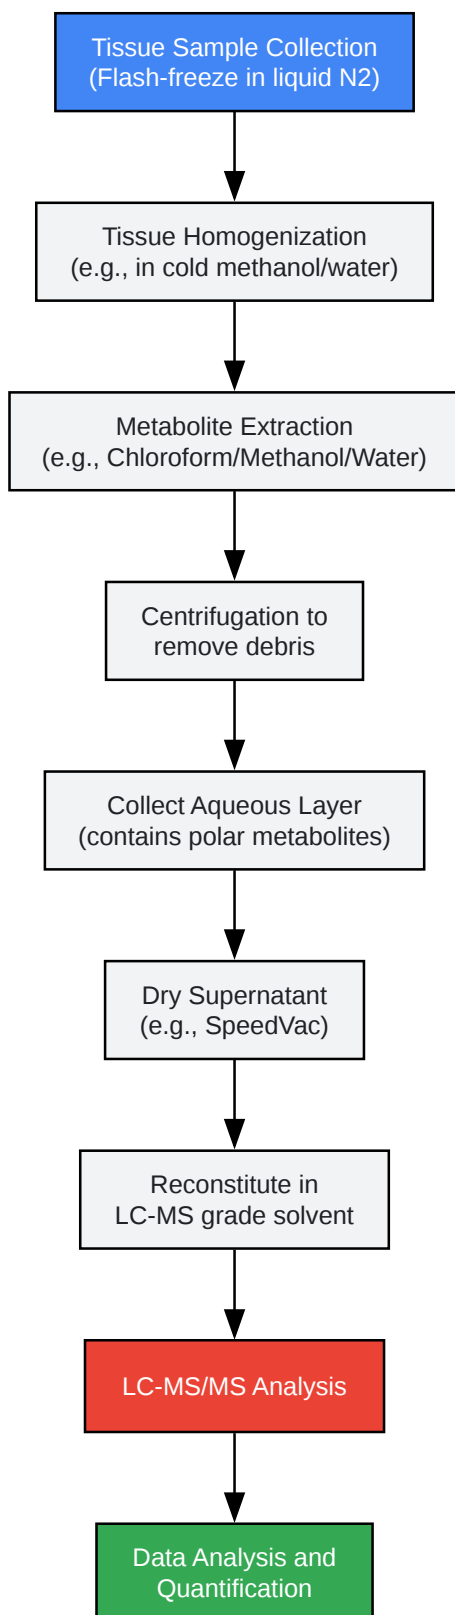 Tissue Sample Collection
(Flash-freeze in liquid N2)
Tissue Homogenization
(e.g., in cold methanol/water)
Metabolite Extraction
(e.g., Chloroform/Methanol/Water)
Centrifugation to
remove debris
Collect Aqueous Layer
(contains polar metabolites)
Dry Supernatant
(e.g., SpeedVac)
Reconstitute in
LC-MS grade solvent
LC-MS/MS Analysis
Data Analysis and
Quantification